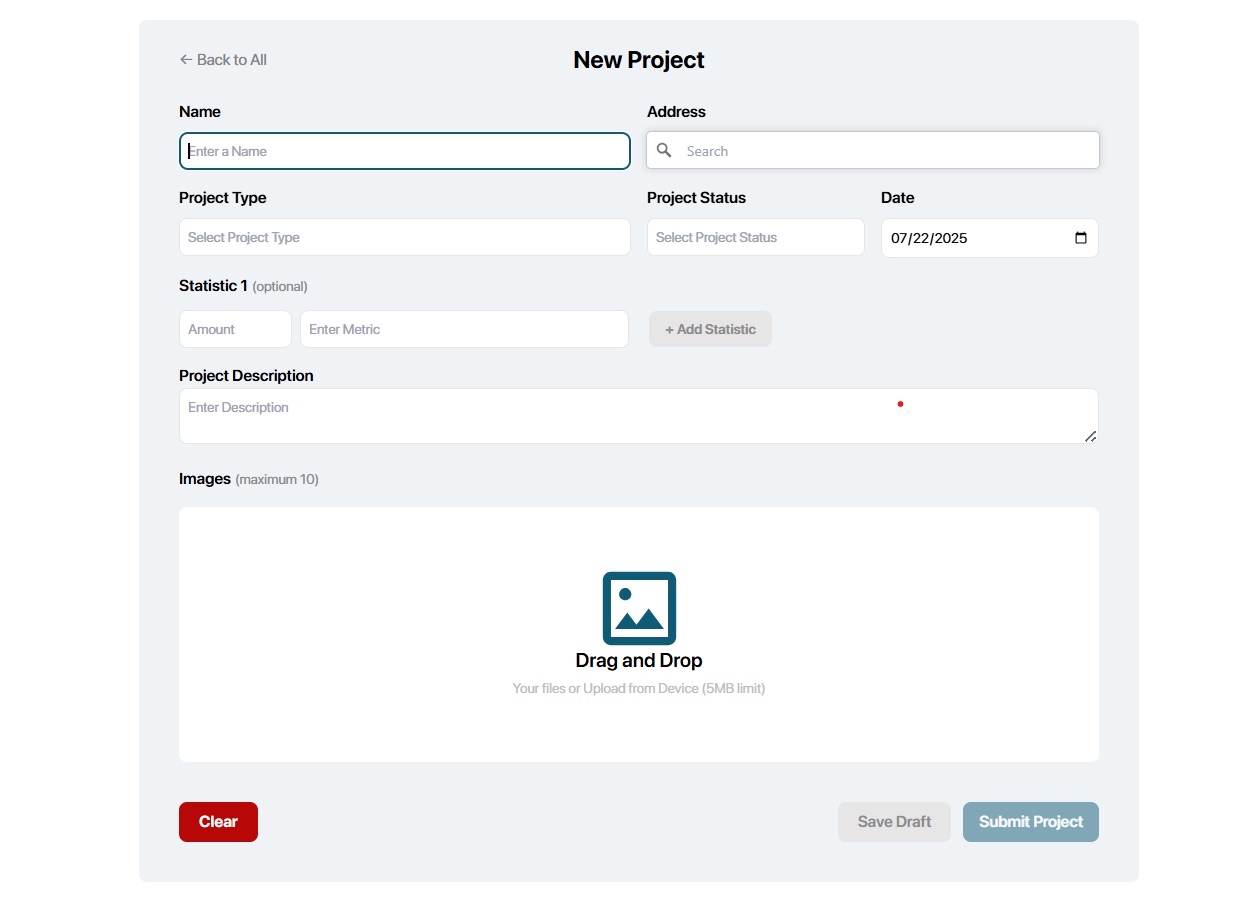 ← Back to All
New Project
Name
Address
Enter a Name
Search
Project Type
Project Status
Date
Select Project Type
Select Project Status
07/22/2025
Statistic 1 (optional)
Amount
Enter Metric
+ Add Statistic
Project Description
Enter Description
Images (maximum 10)
Drag and Drop
Your files or Upload from Device (5MB limit)
Clear
Save Draft
Submit Project